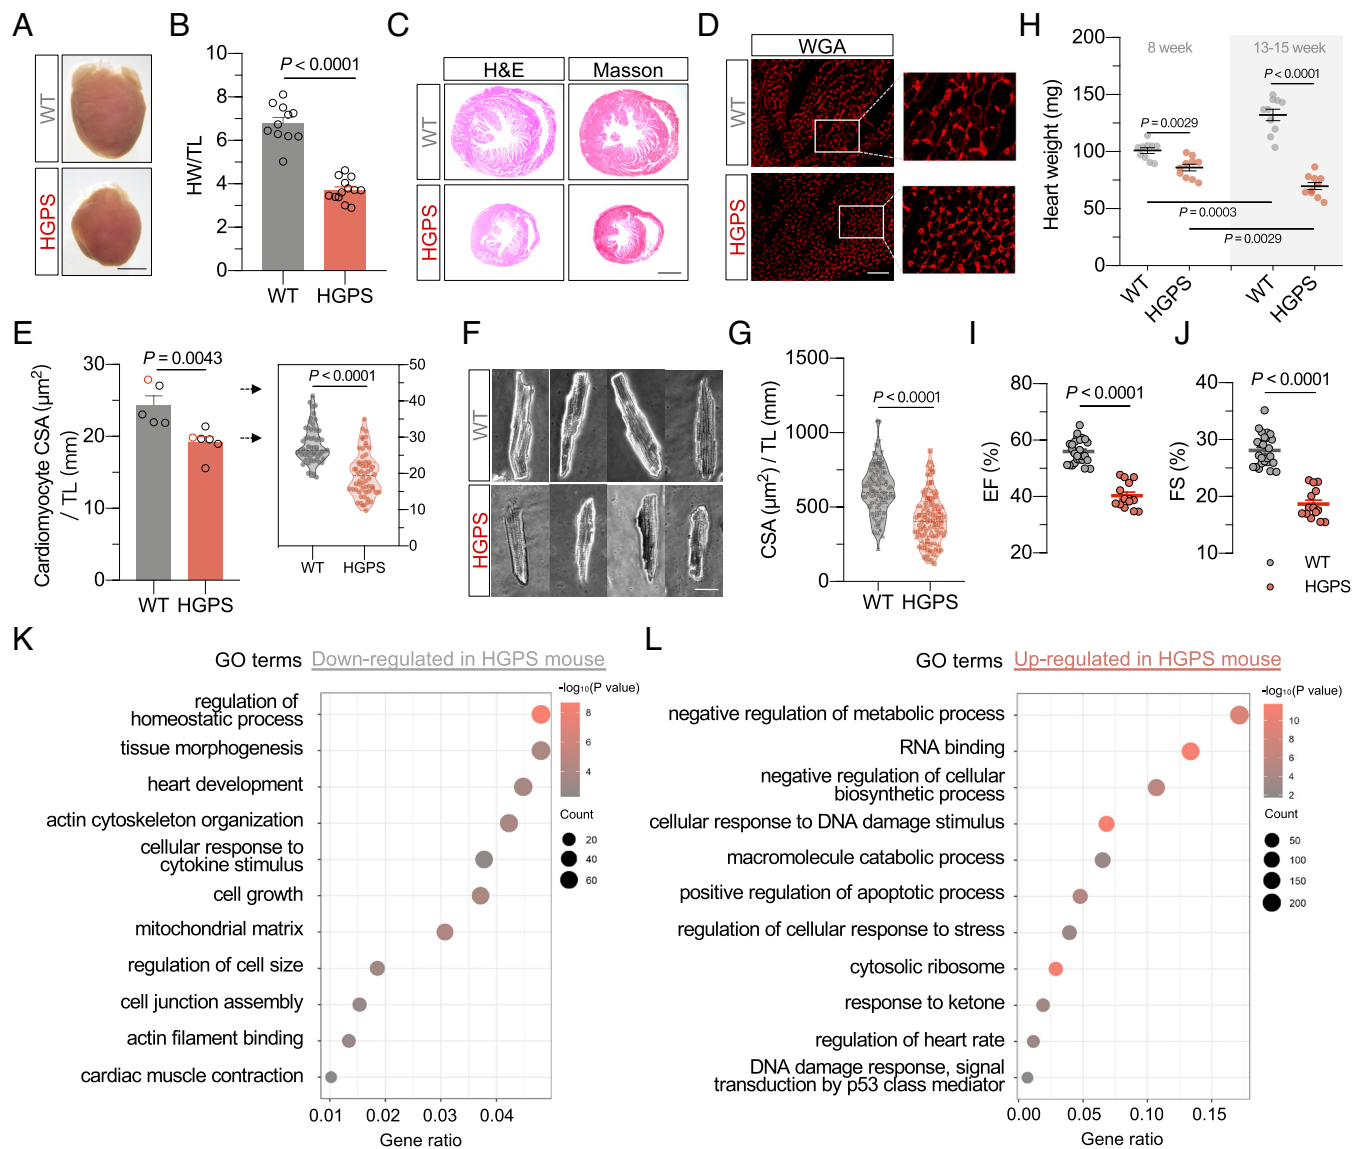 A
WT
HGPS
B
HW/TL
10
8
6
4
2
0
P < 0.0001
WT
HGPS
C
H&E
Masson
WT
HGPS
D
WGA
WT
HGPS
H
Heart weight (mg)
200
150
100
50
0
8 week
13-15 week
P < 0.0001
P = 0.0029
P = 0.0003
P = 0.0029
WT
HGPS
WT
HGPS
E
Cardiomyocyte CSA (µm²)
/ TL (mm)
30
20
10
0
P = 0.0043
WT
HGPS
P < 0.0001
50
40
30
20
10
0
WT
HGPS
F
WT
HGPS
G
CSA (µm²) / TL (mm)
1500
1000
500
0
P < 0.0001
WT
HGPS
I
EF (%)
80
60
40
20
P < 0.0001
J
FS (%)
40
30
20
10
P < 0.0001
WT
HGPS
K
GO terms
Down-regulated in HGPS mouse
regulation of
homeostatic process
tissue morphogenesis
heart development
actin cytoskeleton organization
cellular response to
cytokine stimulus
cell growth
mitochondrial matrix
regulation of cell size
cell junction assembly
actin filament binding
cardiac muscle contraction
0.01
0.02
0.03
0.04
Gene ratio
-log₁₀(P value)
8
6
4
Count
20
40
60
L
GO terms
Up-regulated in HGPS mouse
negative regulation of metabolic process
RNA binding
negative regulation of cellular
biosynthetic process
cellular response to DNA damage stimulus
macromolecule catabolic process
positive regulation of apoptotic process
regulation of cellular response to stress
cytosolic ribosome
response to ketone
regulation of heart rate
DNA damage response, signal
transduction by p53 class mediator
0.00
0.05
0.10
0.15
Gene ratio
-log₁₀(P value)
10
8
6
4
2
Count
50
100
150
200